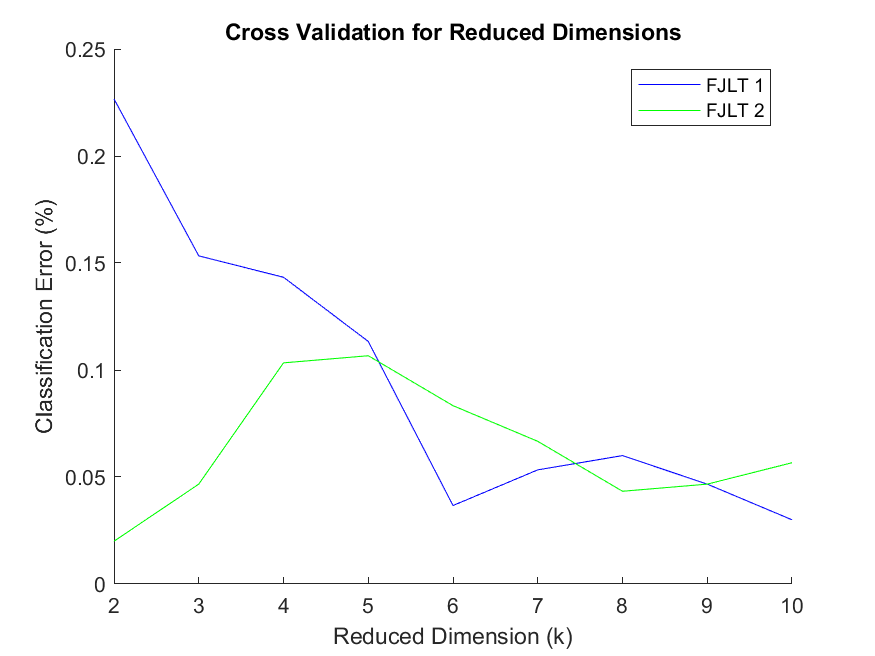 Cross Validation for Reduced Dimensions
FJLT 1
FJLT 2
Classification Error (%)
0.25
0.2
0.15
0.1
0.05
0
2 3 4 5 6 7 8 9 10
Reduced Dimension (k)